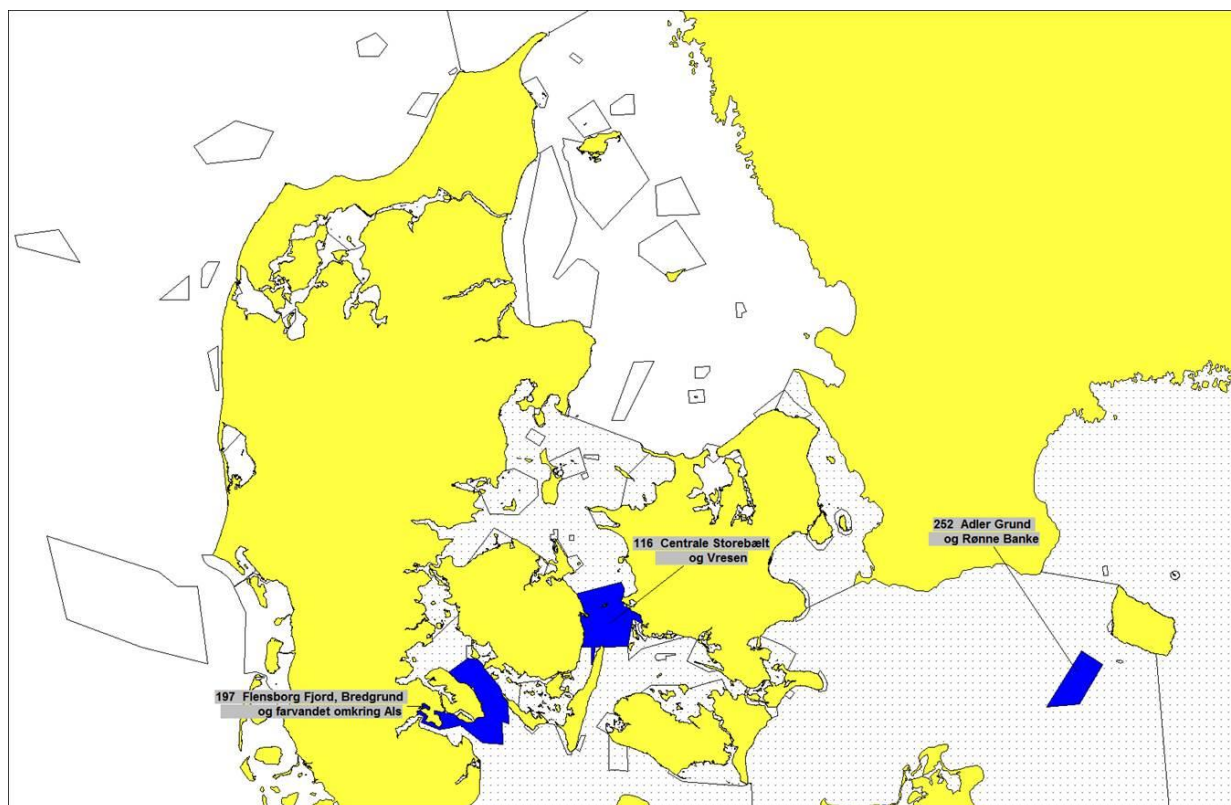 252 Adler Grund
og Rønne Banke
116 Centrale Storebælt
og Vresen
197 Flensborg Fjord, Bredgrund
og farvandet omkring Als